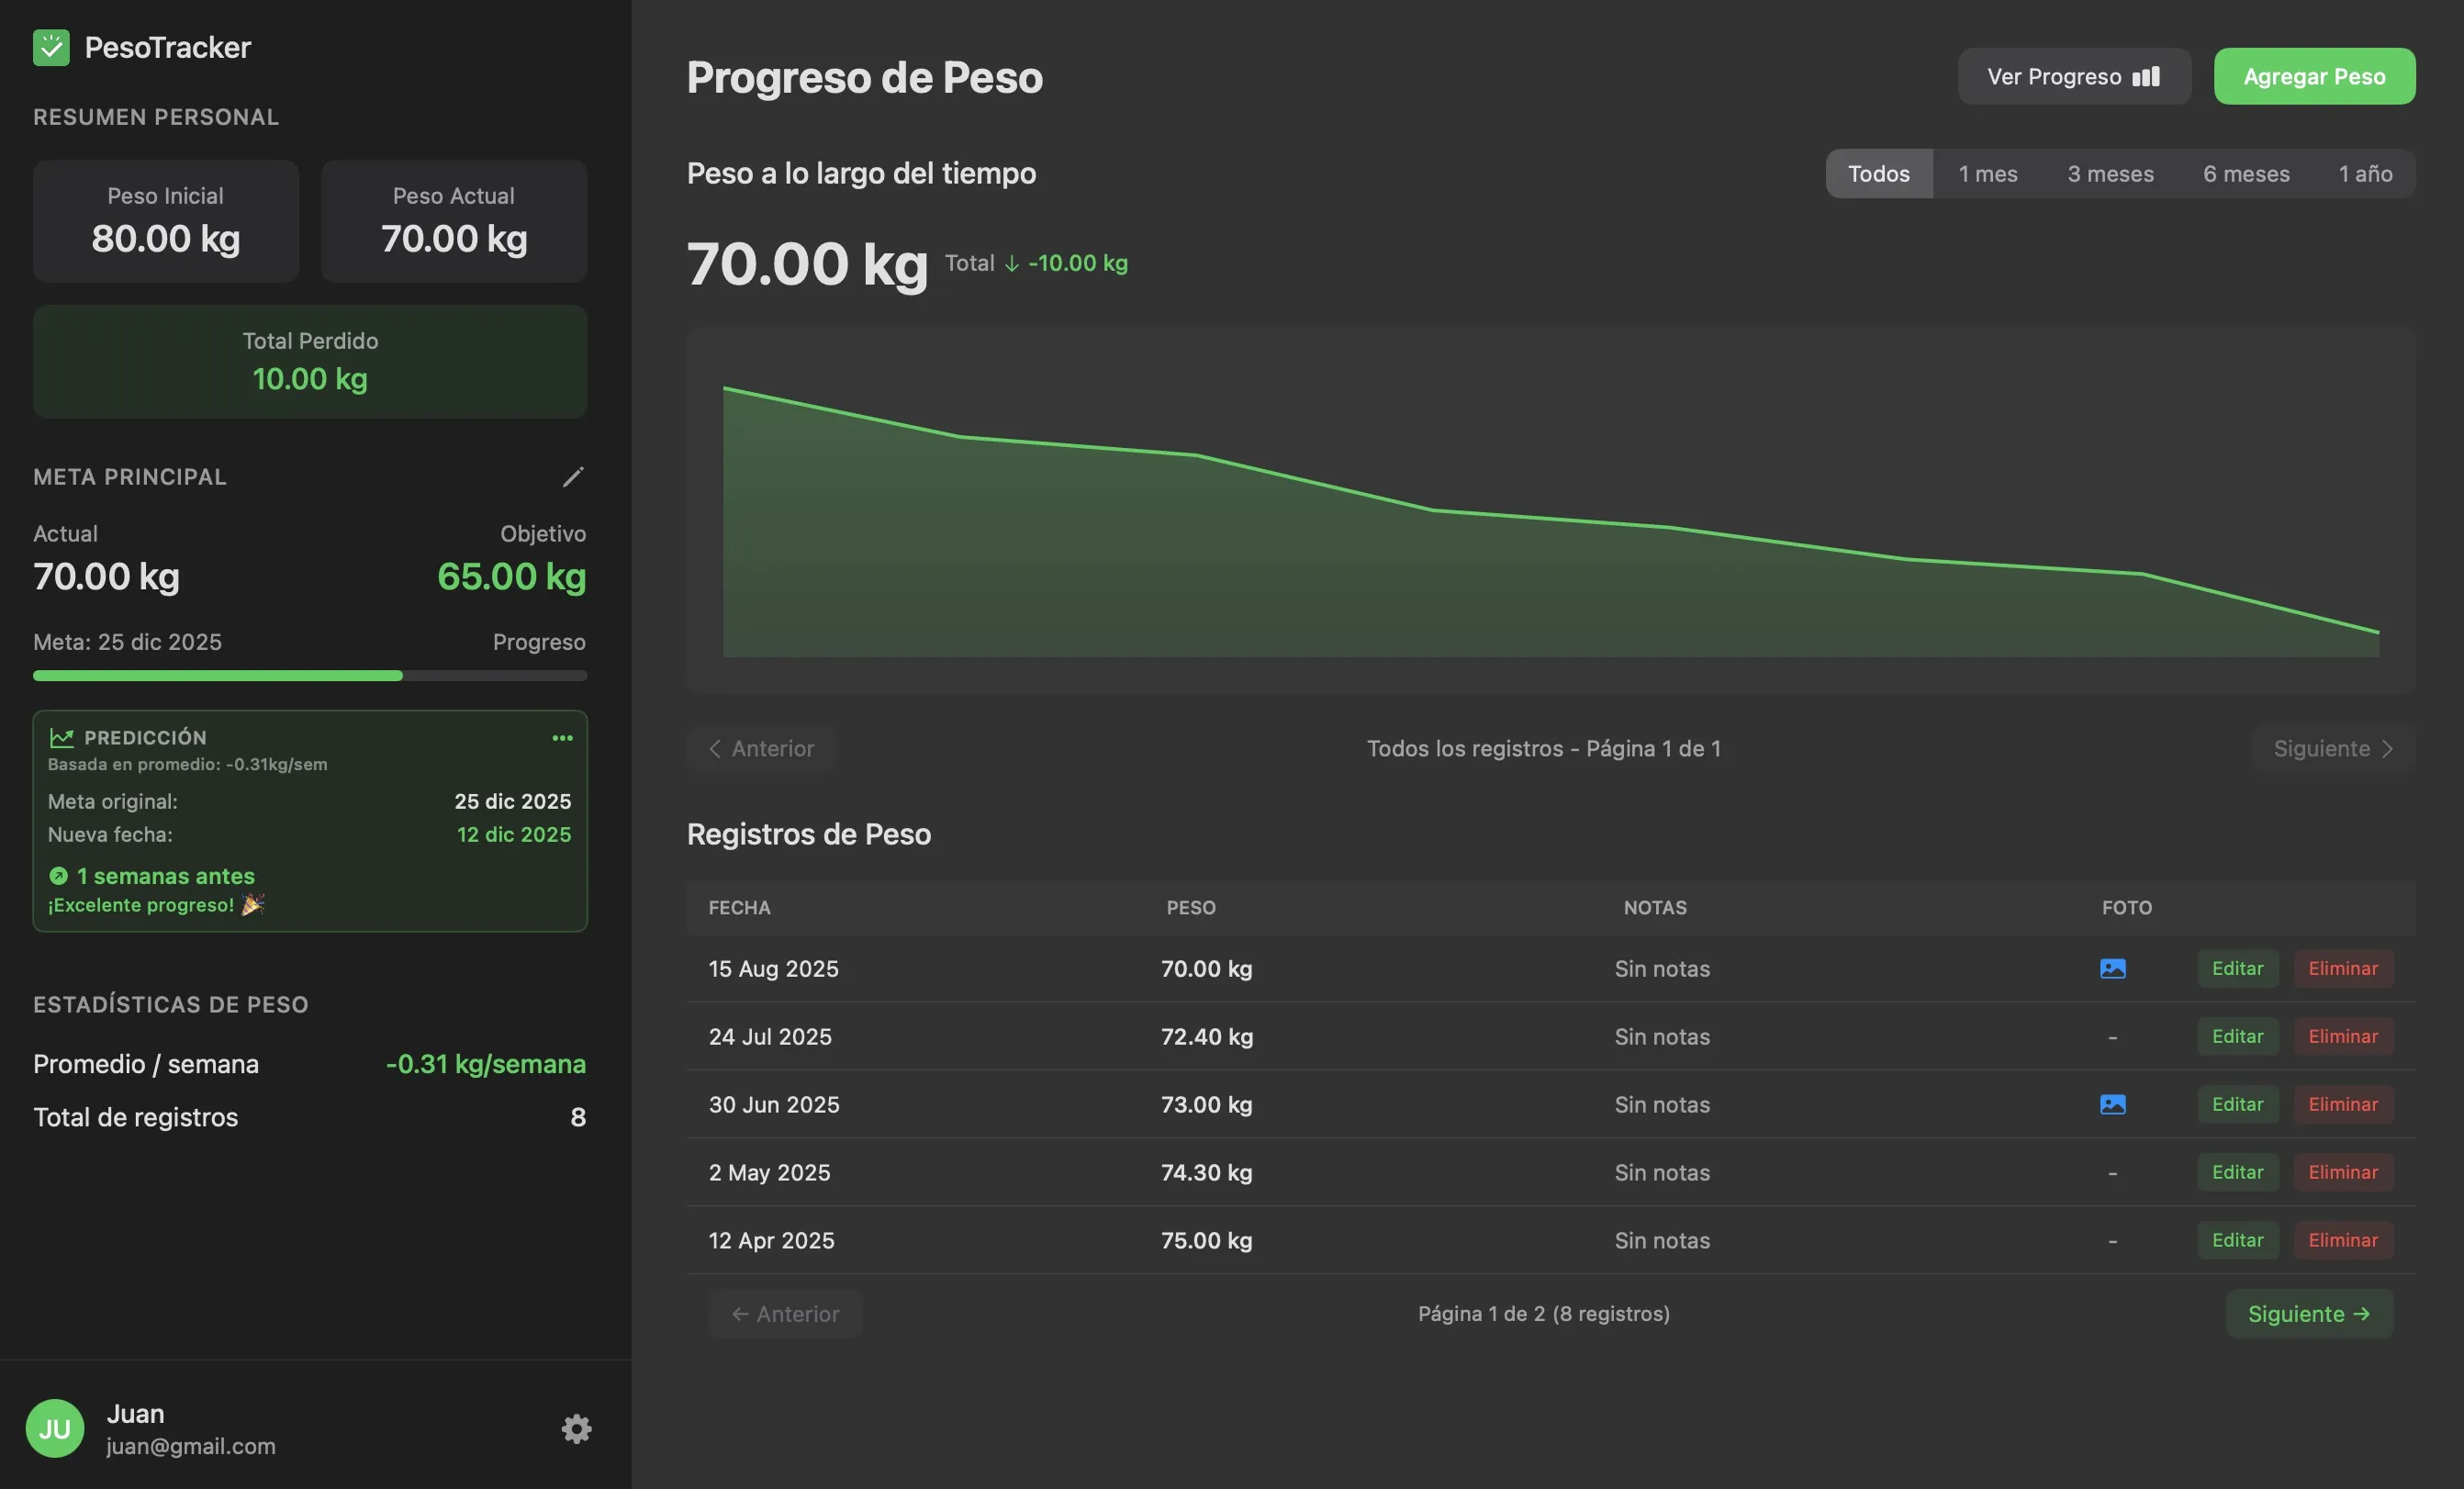 PesoTracker
RESUMEN PERSONAL
Peso Inicial
80.00 kg
Peso Actual
70.00 kg
Total Perdido
10.00 kg
META PRINCIPAL
Actual
70.00 kg
Objetivo
65.00 kg
Meta: 25 dic 2025
Progreso
PREDICCIÓN
Basada en promedio: -0.31kg/sem
Meta original: 25 dic 2025
Nueva fecha: 12 dic 2025
1 semanas antes
¡Excelente progreso! 🎉
ESTADÍSTICAS DE PESO
Promedio / semana -0.31 kg/semana
Total de registros 8
JU
Juan
juan@gmail.com
Progreso de Peso
Ver Progreso
Agregar Peso
Peso a lo largo del tiempo
Todos 1 mes 3 meses 6 meses 1 año
70.00 kg Total ↓ -10.00 kg
< Anterior
Todos los registros - Página 1 de 1
Siguiente >
Registros de Peso
FECHA PESO NOTAS FOTO
15 Aug 2025 70.00 kg Sin notas Editar Eliminar
24 Jul 2025 72.40 kg Sin notas - Editar Eliminar
30 Jun 2025 73.00 kg Sin notas Editar Eliminar
2 May 2025 74.30 kg Sin notas - Editar Eliminar
12 Apr 2025 75.00 kg Sin notas - Editar Eliminar
← Anterior
Página 1 de 2 (8 registros)
Siguiente →